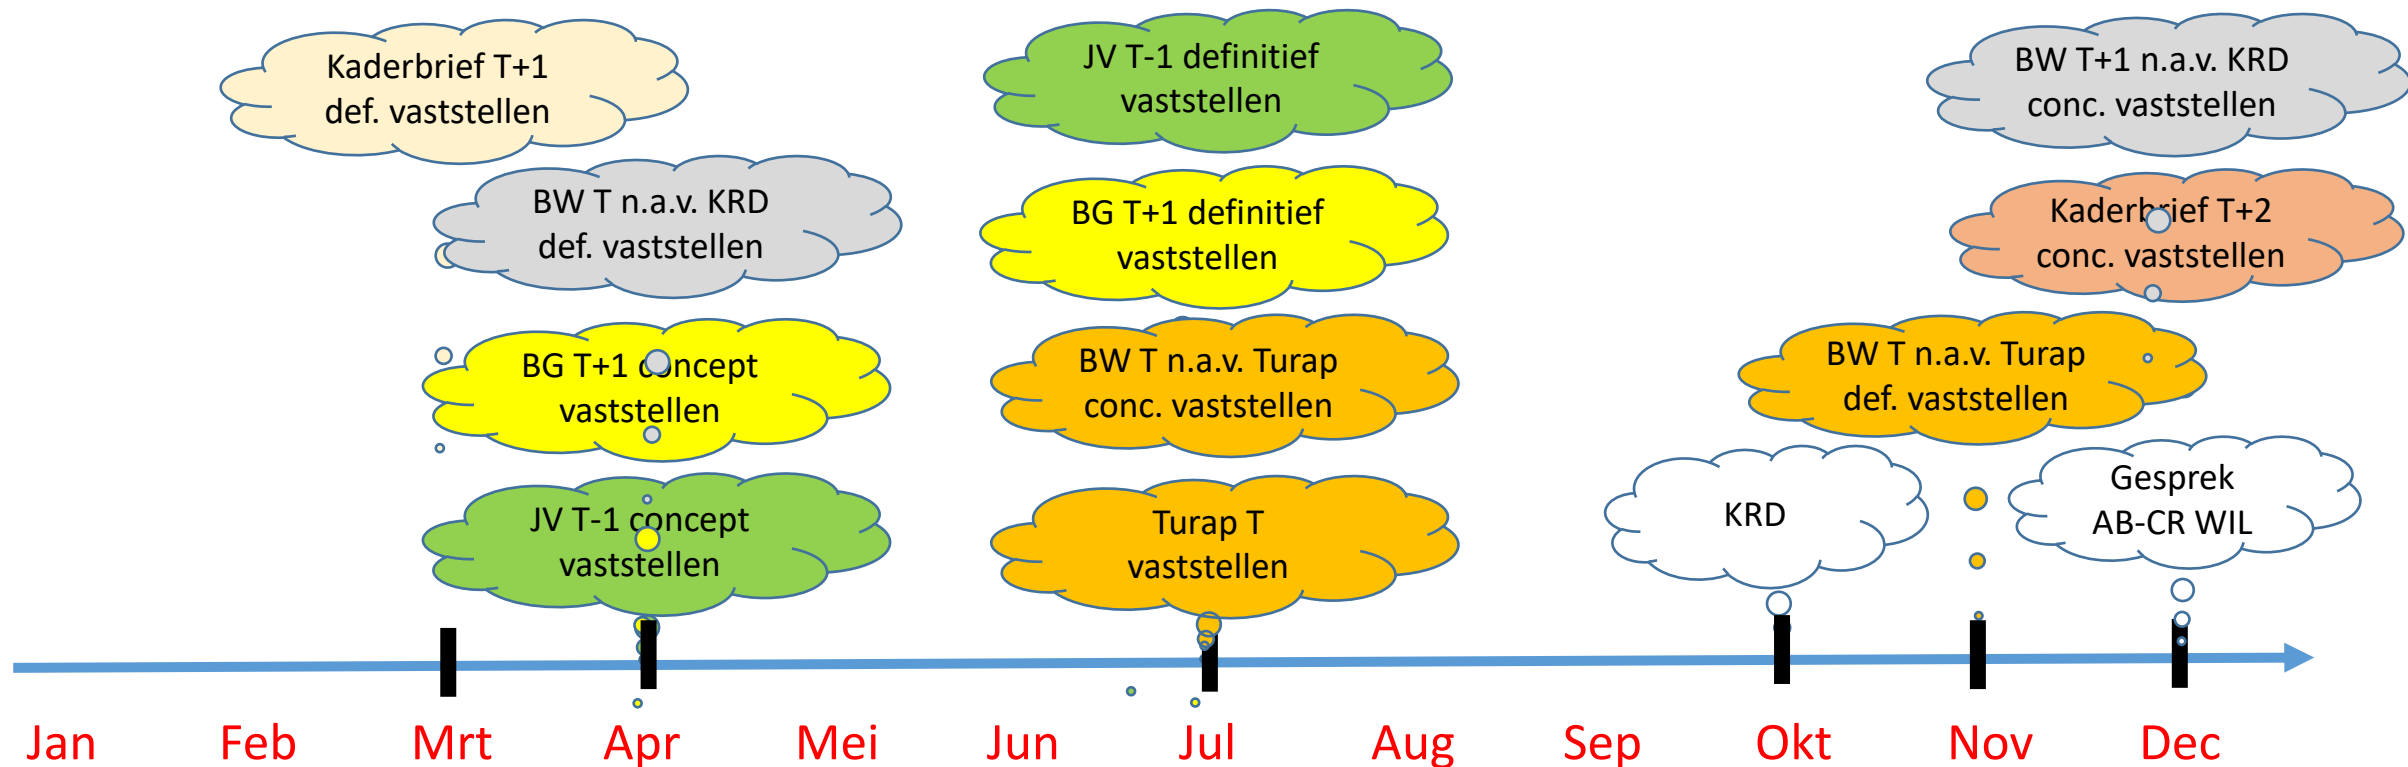 Kaderbrief T+1
def. vaststellen
BW T n.a.v. KRD
def. vaststellen
BG T+1 concept
vaststellen
JV T-1 concept
vaststellen
JV T-1 definitief
vaststellen
BG T+1 definitief
vaststellen
BW T n.a.v. Turap
conc. vaststellen
Turap T
vaststellen
BW T+1 n.a.v. KRD
conc. vaststellen
Kaderbrief T+2
conc. vaststellen
BW T n.a.v. Turap
def. vaststellen
KRD
Gesprek
AB-CR WIL
Jan Feb Mrt Apr Mei Jun Jul Aug Sep Okt Nov Dec